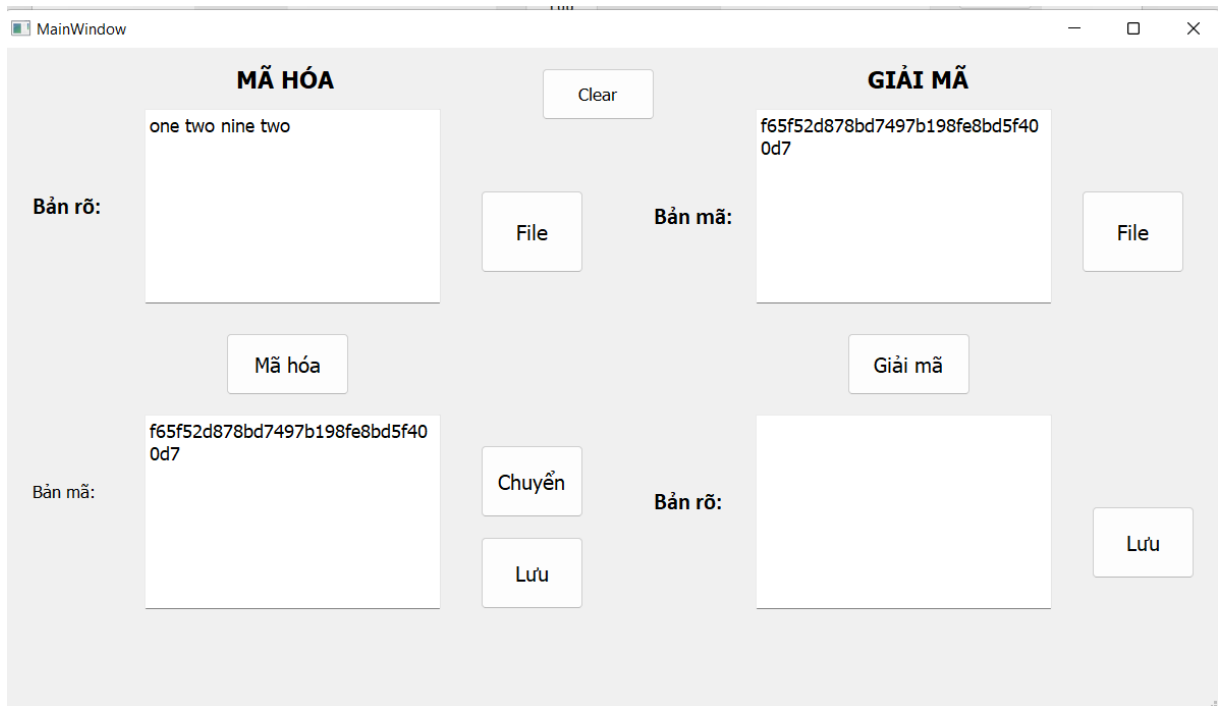 Lưu
MainWindow
MÃ HÓA
Clear
GIẢI MÃ
one two nine two
f65f52d878bd7497b198fe8bd5f40
0d7
Bản rõ:
File
Bản mã:
File
Mã hóa
Giải mã
f65f52d878bd7497b198fe8bd5f40
0d7
Bản mã:
Chuyển
Bản rõ:
Lưu
Lưu